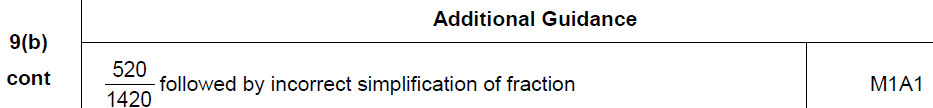 Additional Guidance
9(b)
cont
520
1420
followed by incorrect simplification of fraction
M1A1